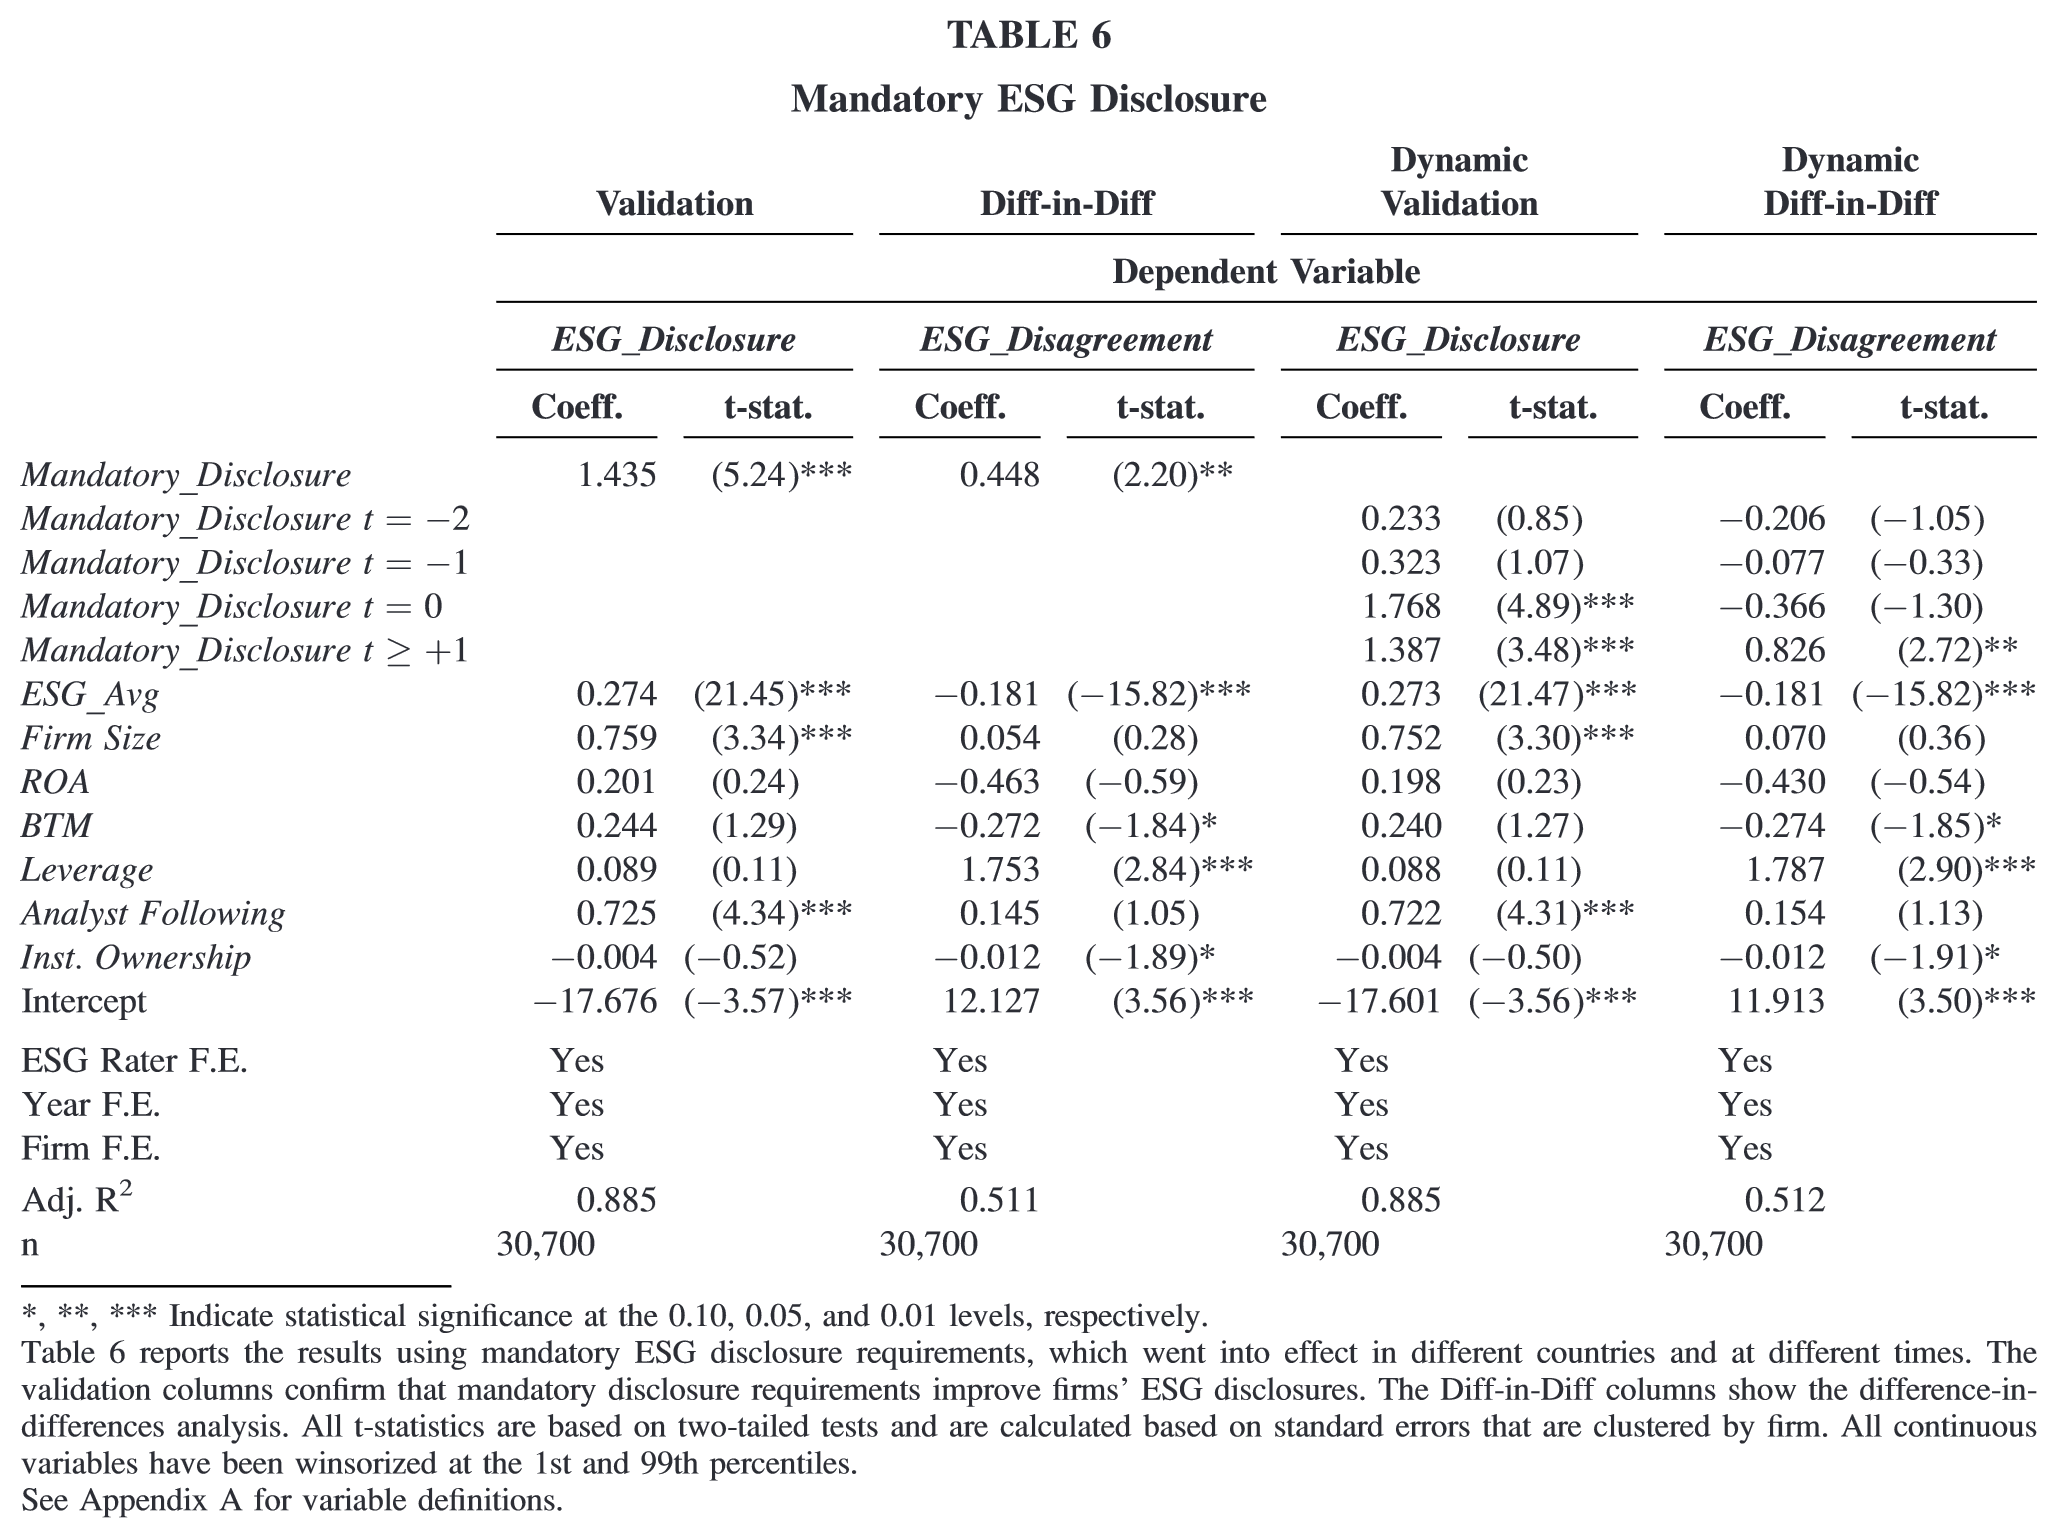 TABLE 6
Mandatory ESG Disclosure
Validation Diff-in-Diff Dynamic Validation Dynamic Diff-in-Diff
Dependent Variable
ESG_Disclosure ESG_Disagreement ESG_Disclosure ESG_Disagreement
Coeff. t-stat. Coeff. t-stat. Coeff. t-stat. Coeff. t-stat.
Mandatory_Disclosure 1.435 (5.24)*** 0.448 (2.20)**
Mandatory_Disclosure t = −2 0.233 (0.85) −0.206 (−1.05)
Mandatory_Disclosure t = −1 0.323 (1.07) −0.077 (−0.33)
Mandatory_Disclosure t = 0 1.768 (4.89)*** −0.366 (−1.30)
Mandatory_Disclosure t ≥ +1 1.387 (3.48)*** 0.826 (2.72)**
ESG_Avg 0.274 (21.45)*** −0.181 (−15.82)*** 0.273 (21.47)*** −0.181 (−15.82)***
Firm Size 0.759 (3.34)*** 0.054 (0.28) 0.752 (3.30)*** 0.070 (0.36)
ROA 0.201 (0.24) −0.463 (−0.59) 0.198 (0.23) −0.430 (−0.54)
BTM 0.244 (1.29) −0.272 (−1.84)* 0.240 (1.27) −0.274 (−1.85)*
Leverage 0.089 (0.11) 1.753 (2.84)*** 0.088 (0.11) 1.787 (2.90)***
Analyst Following 0.725 (4.34)*** 0.145 (1.05) 0.722 (4.31)*** 0.154 (1.13)
Inst. Ownership −0.004 (−0.52) −0.012 (−1.89)* −0.004 (−0.50) −0.012 (−1.91)*
Intercept −17.676 (−3.57)*** 12.127 (3.56)*** −17.601 (−3.56)*** 11.913 (3.50)***
ESG Rater F.E. Yes Yes Yes Yes
Year F.E. Yes Yes Yes Yes
Firm F.E. Yes Yes Yes Yes
Adj. R² 0.885 0.511 0.885 0.512
n 30,700 30,700 30,700 30,700
*, **, *** Indicate statistical significance at the 0.10, 0.05, and 0.01 levels, respectively.
Table 6 reports the results using mandatory ESG disclosure requirements, which went into effect in different countries and at different times. The
validation columns confirm that mandatory disclosure requirements improve firms’ ESG disclosures. The Diff-in-Diff columns show the difference-in-
differences analysis. All t-statistics are based on two-tailed tests and are calculated based on standard errors that are clustered by firm. All continuous
variables have been winsorized at the 1st and 99th percentiles.
See Appendix A for variable definitions.